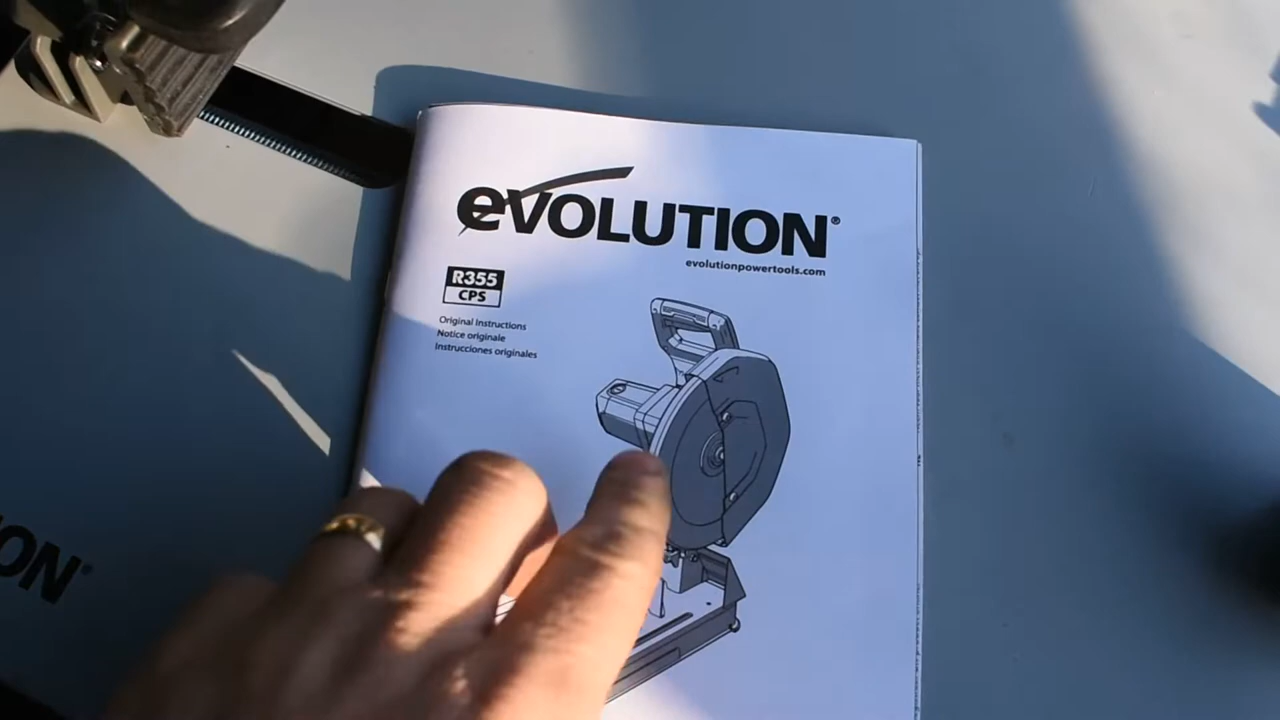 eVOLUTION®
evolutionpowertools.com
R355
CPS
Original Instructions
Notice originale
Instrucciones originales
ON®